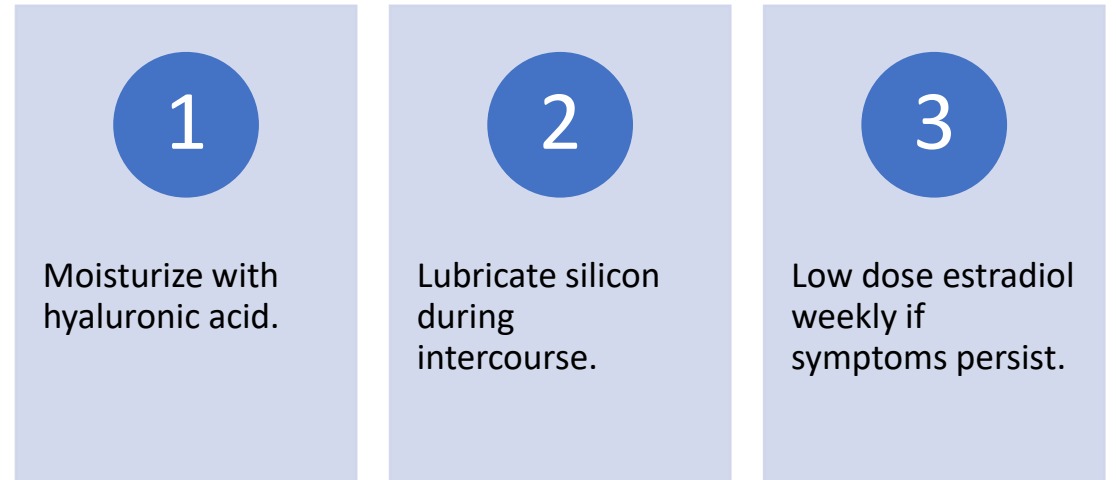 1
Moisturize with
hyaluronic acid.
2
Lubricate silicon
during
intercourse.
3
Low dose estradiol
weekly if
symptoms persist.